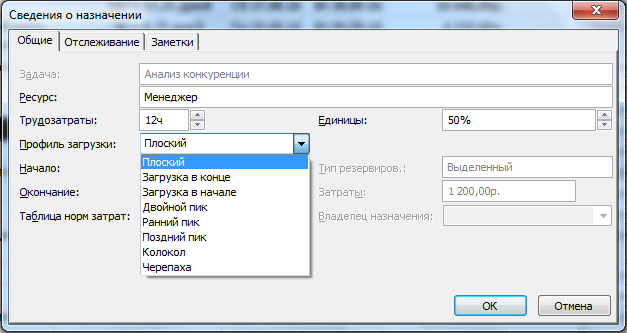 Сведения о назначении
Общие Отслеживание Заметки
Задача: Анализ конкуренции
Ресурс: Менеджер
Трудозатраты: 12ч Единицы: 50%
Профиль загрузки: Плоский
Плоский
Начало: Тип резервиров.: Выделенный
Загрузка в конце
Окончание: Загрузка в начале Затраты: 1 200,00р.
Двойной пик
Таблица норм затрат: Ранний пик Владелец назначения:
Поздний пик
Колокол
Черепаха
ОК Отмена